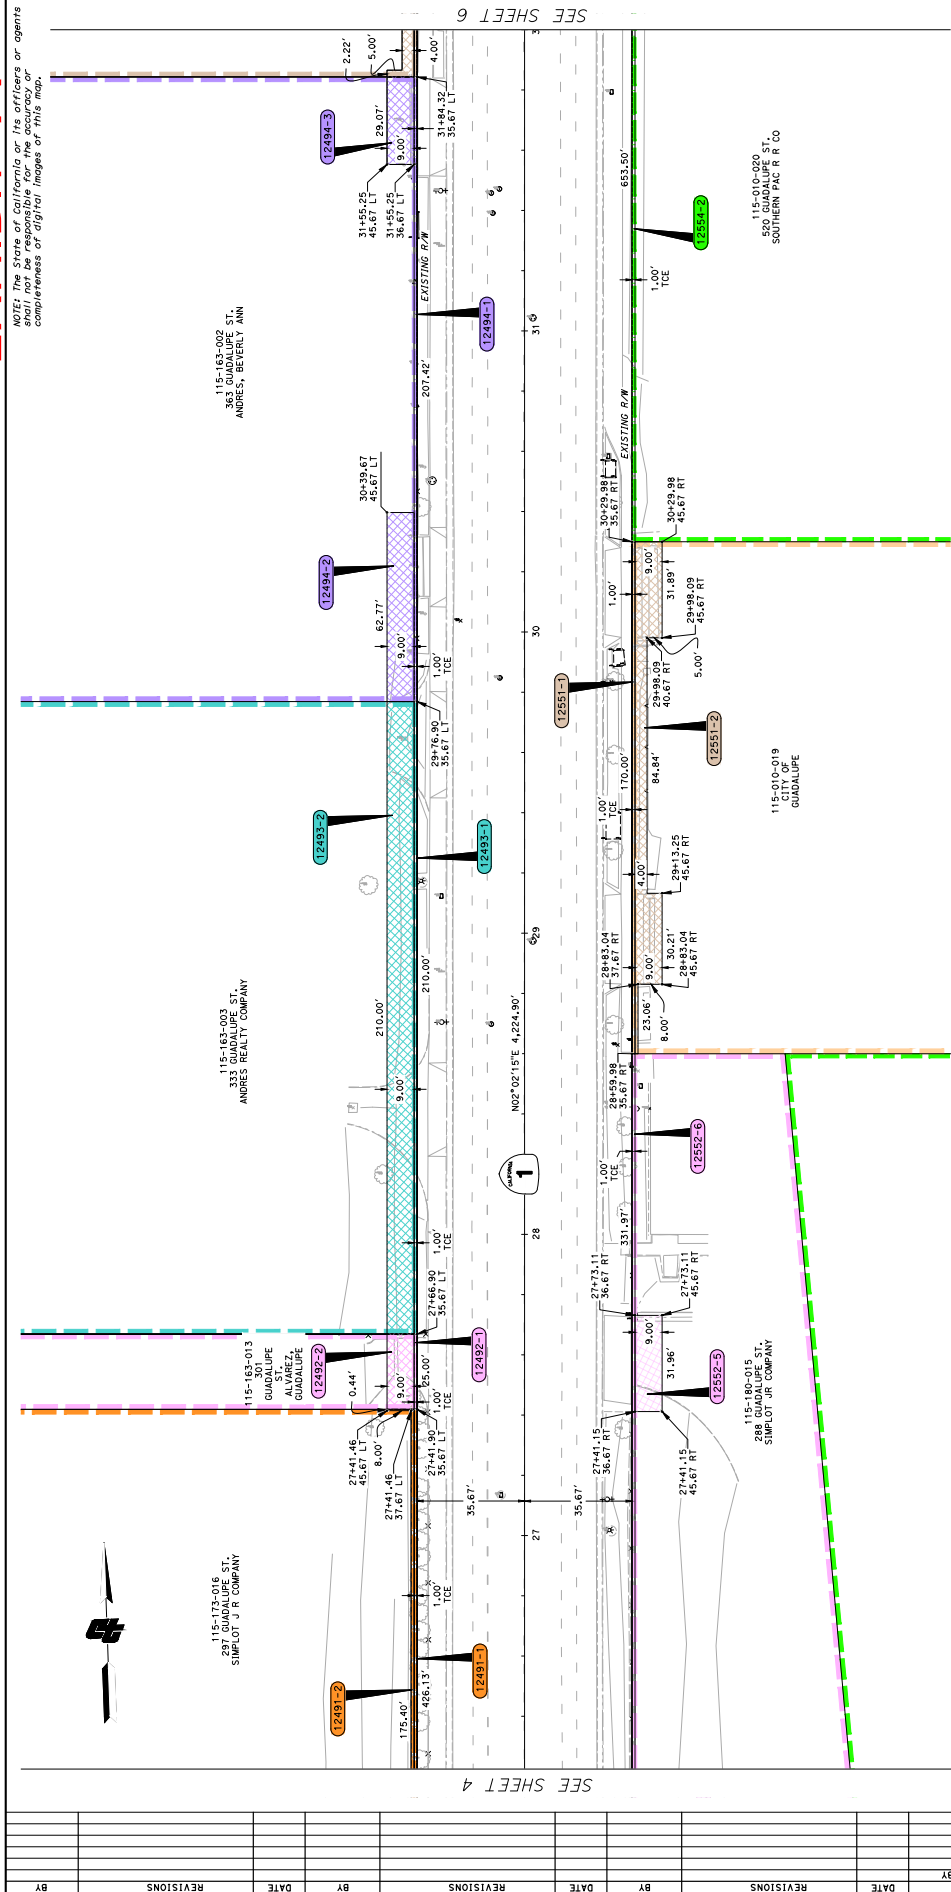 SEE SHEET 6
NOTE: The State of California or its officers or agents
shall not be responsible for the accuracy or
completeness of digital images of this map.
2.22'
5.00'
4.00'
12494-3
29.07'
9.00'
31+84.32
35.67 LT
31+55.25
45.67 LT
31+55.25
36.67 LT
EXISTING R/W
115-163-002
363 GUADALUPE ST.
ANDRES, BEVERLY ANN
12494-1
31
207.42'
30+39.67
45.67 LT
12494-2
62.77'
9.00'
1.00'
TCE
30
29+76.90
35.67 LT
12493-2
12493-1
29
210.00'
210.00'
115-163-003
333 GUADALUPE ST.
ANDRES REALTY COMPANY
9.00'
N02°02'15"E 4,224.90'
CALIFORNIA
1
28
1.00'
TCE
27+66.90
35.67 LT
115-163-013
301
GUADALUPE
ST.
ALVAREZ,
GUADALUPE
12492-2
12492-1
0.44'
9.00'
25.00'
1.00'
TCE
27+41.46
45.67 LT
8.00'
27+41.46
37.67 LT
27+41.90
35.67 LT
35.67'
35.67'
27
115-173-016
297 GUADALUPE ST.
SIMPLOT J R COMPANY
1.00'
TCE
12491-2
12491-1
175.40'
426.13'
653.50'
115-010-020
520 GUADALUPE ST.
SOUTHERN PAC R R CO
12554-2
1.00'
TCE
EXISTING R/W
30+29.98
35.67 RT
30+29.98
45.67 RT
9.00'
1.00'
31.89'
29+98.09
45.67 RT
29+98.09
40.67 RT
5.00'
12551-1
12551-2
170.00'
84.84'
1.00'
TCE
115-010-019
CITY OF
GUADALUPE
4.00'
29+13.25
45.67 RT
28+83.04
37.67 RT
9.00'
30.21'
28+83.04
45.67 RT
23.06'
8.00'
28+59.98
35.67 RT
12552-6
1.00'
TCE
331.97'
27+73.11
36.67 RT
27+73.11
45.67 RT
9.00'
31.96'
12552-5
115-180-015
288 GUADALUPE ST.
SIMPLOT JR COMPANY
27+41.15
36.67 RT
27+41.15
45.67 RT
SEE SHEET 4
BY
REVISIONS
DATE
BY
REVISIONS
DATE
BY